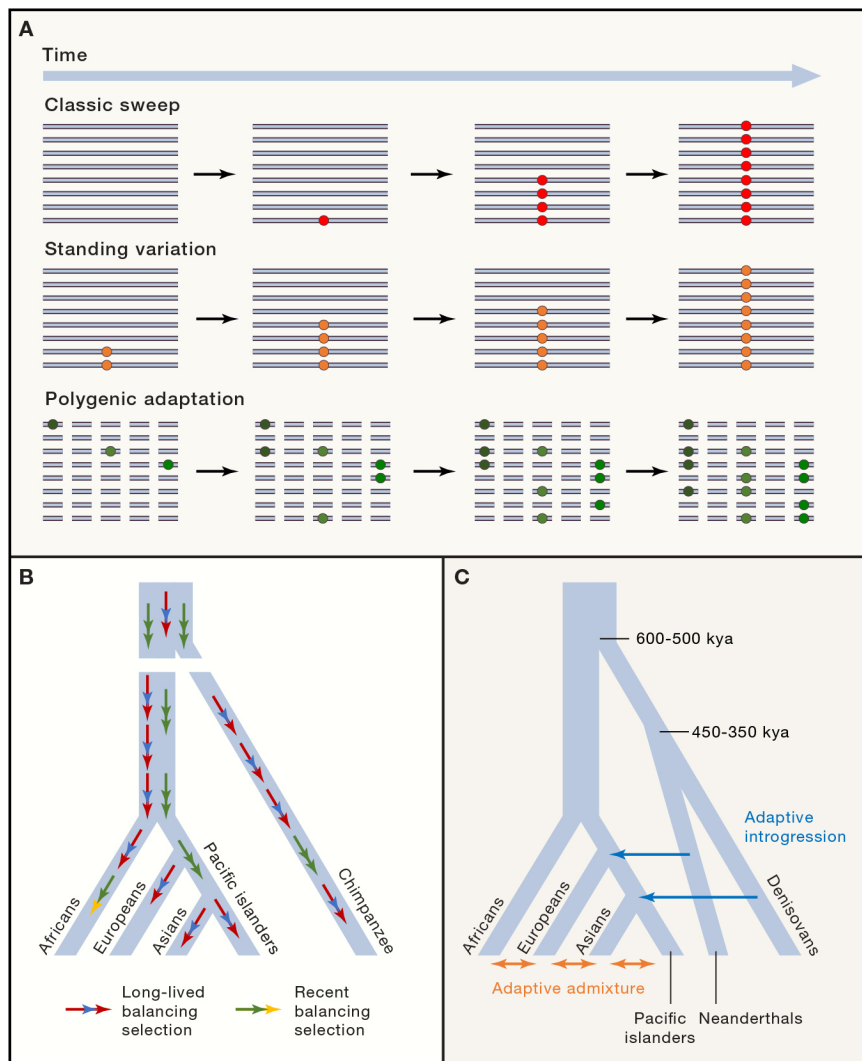 A
Time
Classic sweep
Standing variation
Polygenic adaptation
B
Africans
Europeans
Asians
Pacific islanders
Chimpanzee
Long-lived
balancing
selection
Recent
balancing
selection
C
600-500 kya
450-350 kya
Adaptive
introgression
Africans
Europeans
Asians
Denisovans
Adaptive admixture
Pacific
islanders
Neanderthals